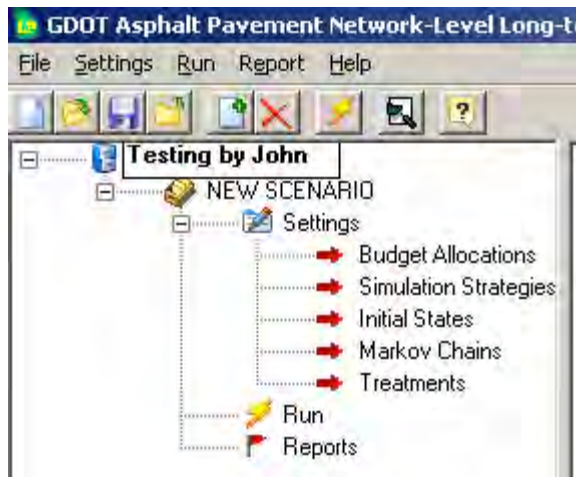 GDOT Asphalt Pavement Network-Level Long-t
File Settings Run Report Help
Testing by John
NEW SCENARIO
Settings
Budget Allocations
Simulation Strategies
Initial States
Markov Chains
Treatments
Run
Reports